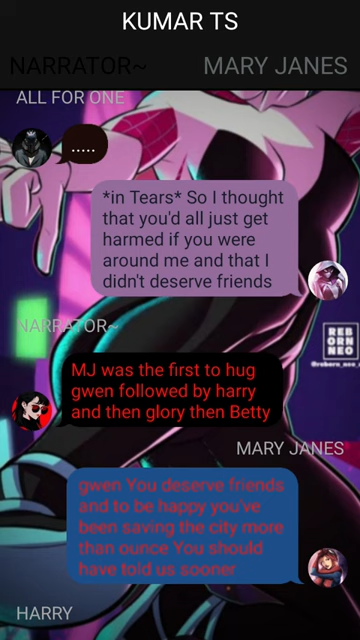 KUMAR TS
NARRATOR~
MARY JANES
ALL FOR ONE
.....
*in Tears* So I thought
that you'd all just get
harmed if you were
around me and that I
didn't deserve friends
NARRATOR~
REB
ORN
NEO
MJ was the first to hug
gwen followed by harry
and then glory then Betty
MARY JANES
gwen You deserve friends
and to be happy you've
been saving the city more
than ounce You should
have told us sooner
HARRY